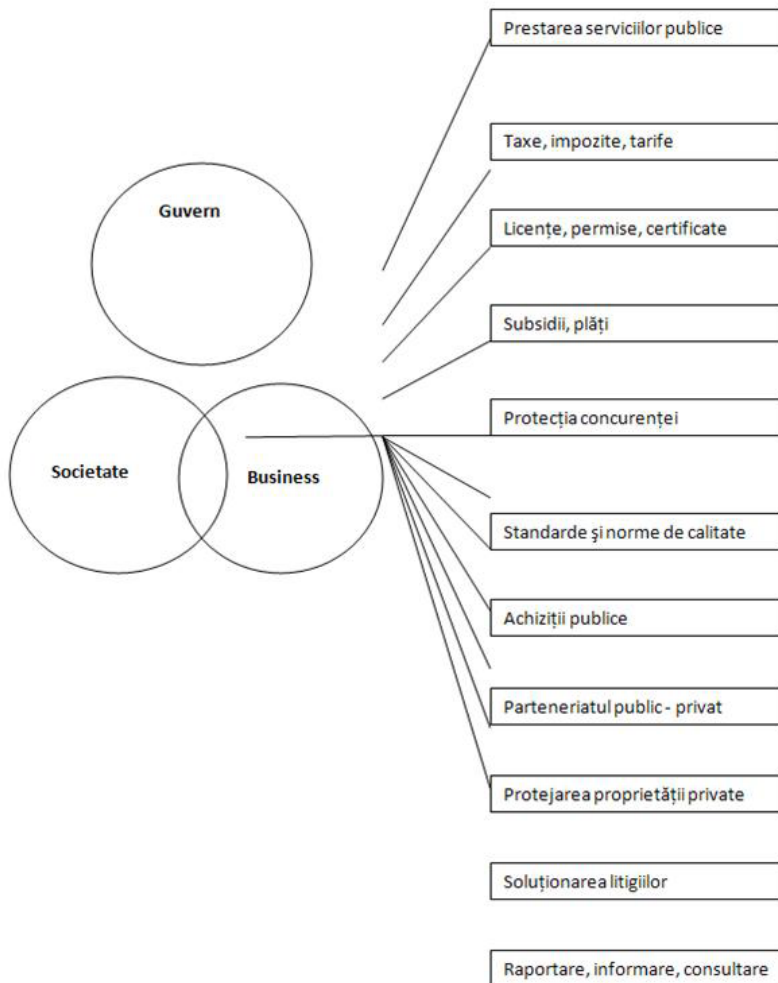 Prestarea serviciilor publice
Taxe, impozite, tarife
Guvern
Licențe, permise, certificate
Subsidii, plăți
Protecția concurenței
Societate
Business
Standarde şi norme de calitate
Achiziții publice
Parteneriatul public - privat
Protejarea proprietății private
Soluționarea litigiilor
Raportare, informare, consultare